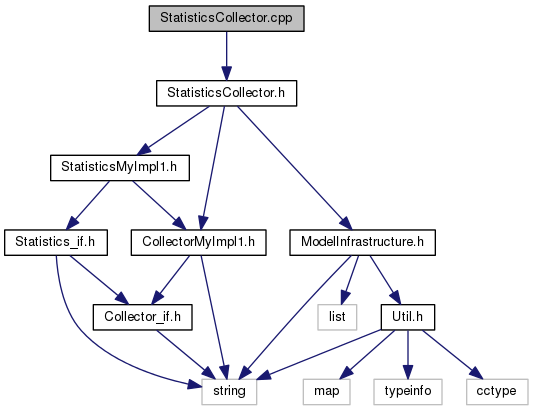 StatisticsCollector.cpp
StatisticsCollector.h
StatisticsMyImpl1.h
Statistics_if.h
CollectorMyImpl1.h
ModelInfrastructure.h
Collector_if.h
list
Util.h
string
map
typeinfo
cctype